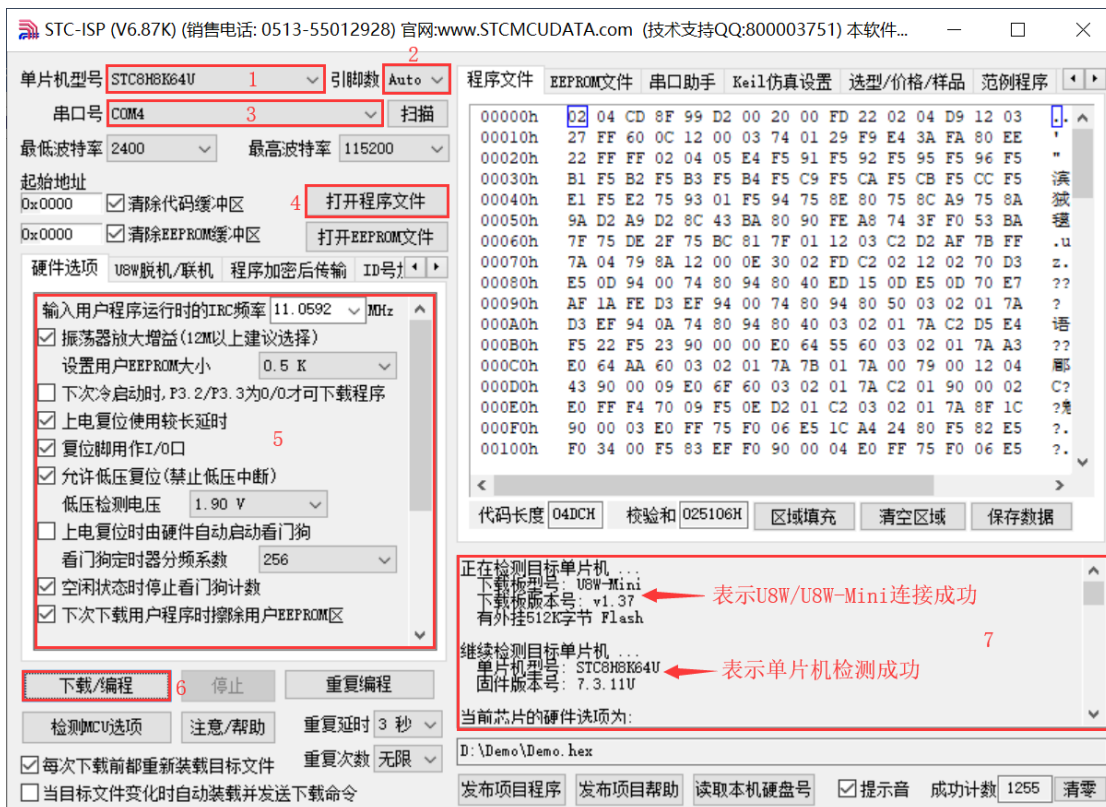 STC-ISP (V6.87K) (销售电话: 0513-55012928) 官网:www.STCMCUDATA.com (技术支持QQ:800003751) 本软件...
单片机型号 STC8H8K64U 1 引脚数 2 Auto
串口号 COM4 3 扫描
最低波特率 2400 最高波特率 115200
起始地址
0x0000 清除代码缓冲区 4 打开程序文件
0x0000 清除EEPROM缓冲区 打开EEPROM文件
硬件选项 U8W脱机/联机 程序加密后传输
输入用户程序运行时的IRC频率 11.0592 MHz
振荡器放大增益(12M以上建议选择)
设置用户EEPROM大小 0.5 K
下次冷启动时,P3.2/P3.3为0/0才可下载程序
上电复位使用较长延时
5
复位脚用作I/O口
允许低压复位(禁止低压中断)
低压检测电压 1.90 V
上电复位时由硬件自动启动看门狗
看门狗定时器分频系数 256
空闲状态时停止看门狗计数
下次下载用户程序时擦除用户EEPROM区
下载/编程 6 停止 重复编程
检测MCU选项 注意/帮助 重复延时 3 秒
重复次数 无限
每次下载前都重新装载目标文件
当目标文件变化时自动装载并发送下载命令
程序文件 EEPROM文件 串口助手 Keil仿真设置 选型/价格/样品 范例程序
00000h 02 04 CD 8F 99 D2 00 20 00 FD 22 02 04 D9 12 03 ..
00010h 27 FF 60 0C 12 00 03 74 01 29 F9 E4 3A FA 80 EE '
00020h 22 FF FF 02 04 05 E4 F5 91 F5 92 F5 95 F5 96 F5 "
00030h B1 F5 B2 F5 B3 F5 B4 F5 C9 F5 CA F5 CB F5 CC F5 滨
00040h E1 F5 E2 75 93 01 F5 94 75 8E 80 75 8C A9 75 8A
00050h 9A D2 A9 D2 8C 43 BA 80 90 FE A8 74 3F F0 53 BA
00060h 7F 75 DE 2F 75 BC 81 7F 01 12 03 C2 D2 AF 7B FF .u
00070h 7A 04 79 8A 12 00 0E 30 02 FD C2 02 12 02 70 D3 z.
00080h E5 0D 94 00 74 80 94 80 40 ED 15 0D E5 0D 70 E7 ??
00090h AF 1A FE D3 EF 94 00 74 80 94 80 50 03 02 01 7A ?
000A0h D3 EF 94 0A 74 80 94 80 40 03 02 01 7A C2 D5 E4 语
000B0h F5 22 F5 23 90 00 00 E0 64 55 60 03 02 01 7A A3 ??
000C0h E0 64 AA 60 03 02 01 7A 7B 01 7A 00 79 00 12 04 郿
000D0h 43 90 00 09 E0 6F 60 03 02 01 7A C2 01 90 00 02 C?
000E0h E0 FF F4 70 09 F5 0E D2 01 C2 03 02 01 7A 8F 1C
000F0h 90 00 03 E0 FF 75 F0 06 E5 1C A4 24 80 F5 82 E5 ?.
00100h F0 34 00 F5 83 EF F0 90 00 04 E0 FF 75 F0 06 E5 ?.
代码长度 04DCH 校验和 025106H 区域填充 清空区域 保存数据
正在检测目标单片机 ...
下载板型号: U8W-Mini
下载板版本号: v1.37
表示U8W/U8W-Mini连接成功
有外挂512K字节 Flash
7
继续检测目标单片机 ...
单片机型号: STC8H8K64U
表示单片机检测成功
固件版本号: 7.3.11U
当前芯片的硬件选项为:
D:\Demo\Demo.hex
发布项目程序 发布项目帮助 读取本机硬盘号 提示音 成功计数 1255 清零